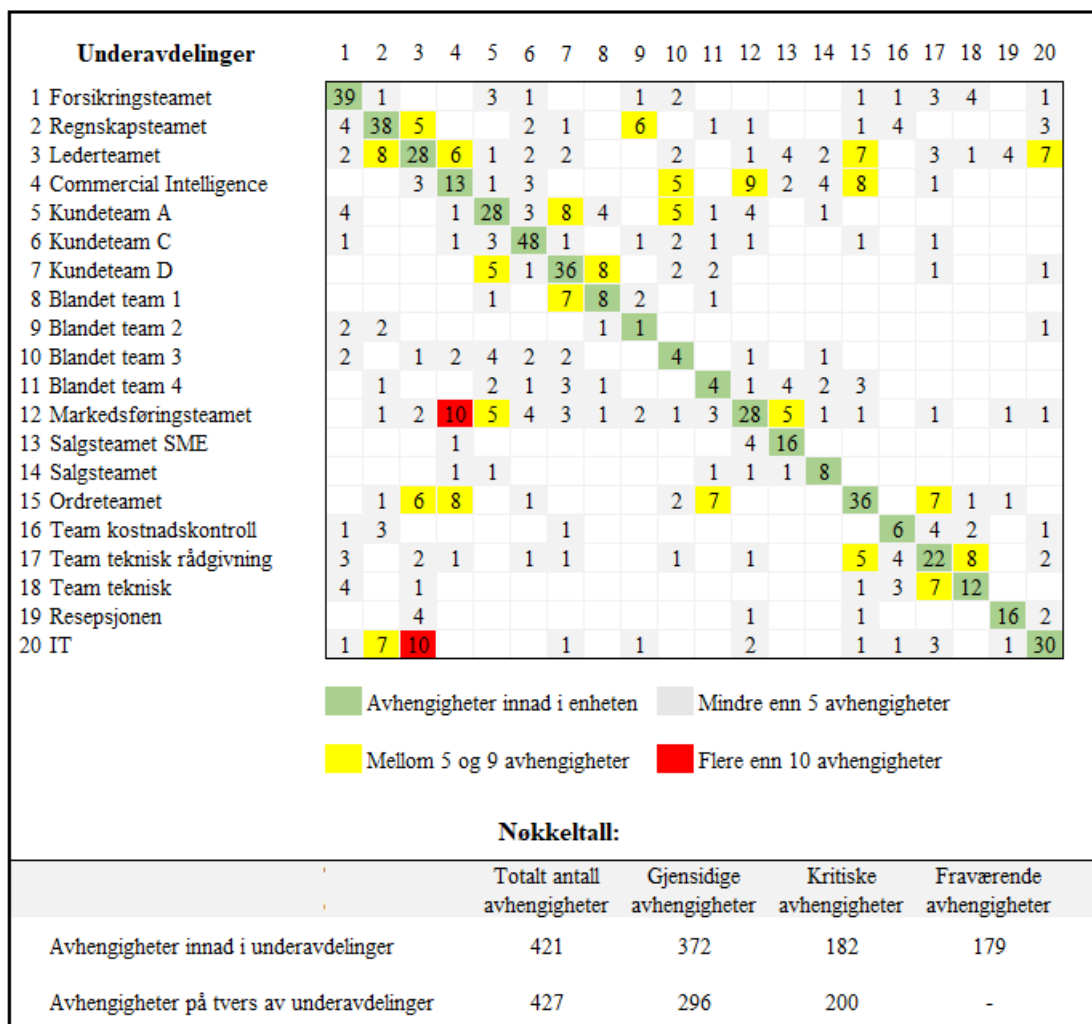 Underavdelinger 1 2 3 4 5 6 7 8 9 10 11 12 13 14 15 16 17 18 19 20
1 Forsikringsteamet 39 1 3 1 1 2 1 1 3 4 1
2 Regnskapsteamet 4 38 5 2 1 6 1 1 1 4 3
3 Lederteamet 2 8 28 6 1 2 2 2 1 4 2 7 3 1 4 7
4 Commercial Intelligence 3 13 1 3 5 9 2 4 8 1
5 Kundeteam A 4 1 28 3 8 4 5 1 4 1
6 Kundeteam C 1 1 3 48 1 1 2 1 1 1 1
7 Kundeteam D 5 1 36 8 2 2 1 1
8 Blandet team 1 1 7 8 2 1
9 Blandet team 2 2 2 1 1 1
10 Blandet team 3 2 1 2 4 2 2 4 1 1
11 Blandet team 4 1 2 1 3 1 4 1 4 2 3
12 Markedsføringsteamet 1 2 10 5 4 3 1 2 1 3 28 5 1 1 1 1 1
13 Salgsteamet SME 1 4 16
14 Salgsteamet 1 1 1 1 1 8
15 Ordreteamet 1 6 8 1 2 7 36 7 1 1
16 Team kostnadskontroll 1 3 1 6 4 2 1
17 Team teknisk rådgivning 3 2 1 1 1 1 1 5 4 22 8 2
18 Team teknisk 4 1 1 3 7 12
19 Resepsjonen 4 1 1 16 2
20 IT 1 7 10 1 1 2 1 1 3 1 30
Avhengigheter innad i enheten Mindre enn 5 avhengigheter
Mellom 5 og 9 avhengigheter Flere enn 10 avhengigheter
Nøkkeltall:
Totalt antall Gjensidige Kritiske Fraværende
avhengigheter avhengigheter avhengigheter avhengigheter
Avhengigheter innad i underavdelinger 421 372 182 179
Avhengigheter på tvers av underavdelinger 427 296 200 -